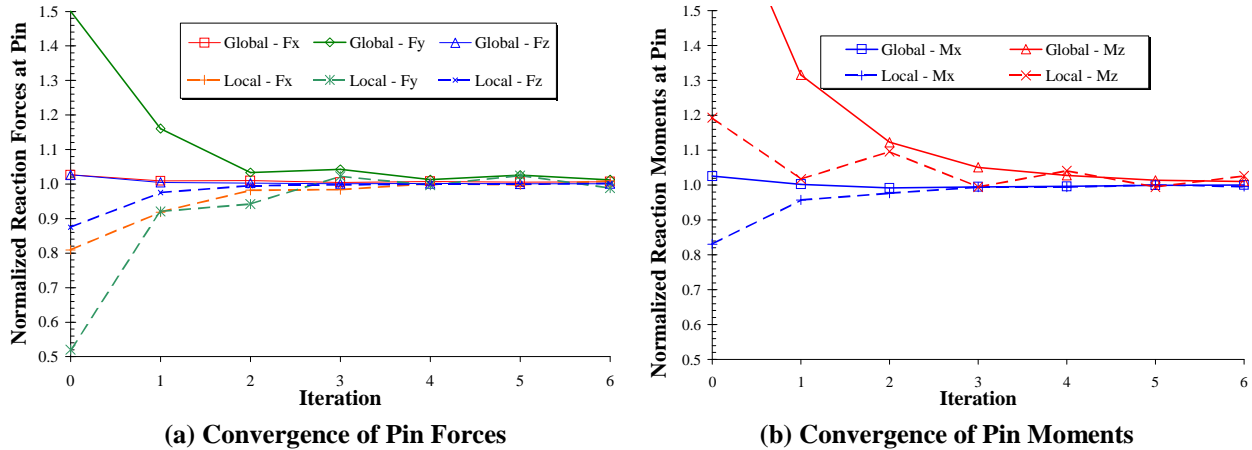 Normalized Reaction Forces at Pin
1.5
1.4
1.3
1.2
1.1
1.0
0.9
0.8
0.7
0.6
0.5
Global - Fx
Global - Fy
Global - Fz
Local - Fx
Local - Fy
Local - Fz
0 1 2 3 4 5 6
Iteration
(a) Convergence of Pin Forces
Normalized Reaction Moments at Pin
1.5
1.4
1.3
1.2
1.1
1.0
0.9
0.8
0.7
0.6
0.5
Global - Mx
Global - Mz
Local - Mx
Local - Mz
0 1 2 3 4 5 6
Iteration
(b) Convergence of Pin Moments